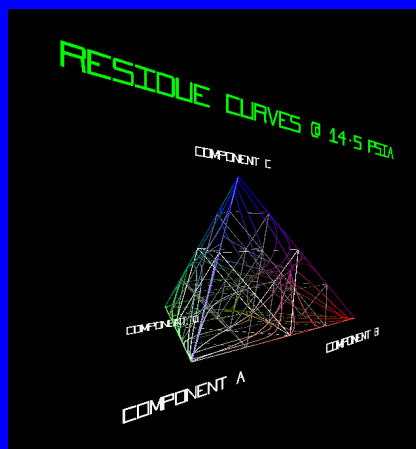 RESIDUE CURVES @ 14.5 PSIA
COMPONENT C
COMPONENT D
COMPONENT B
COMPONENT A